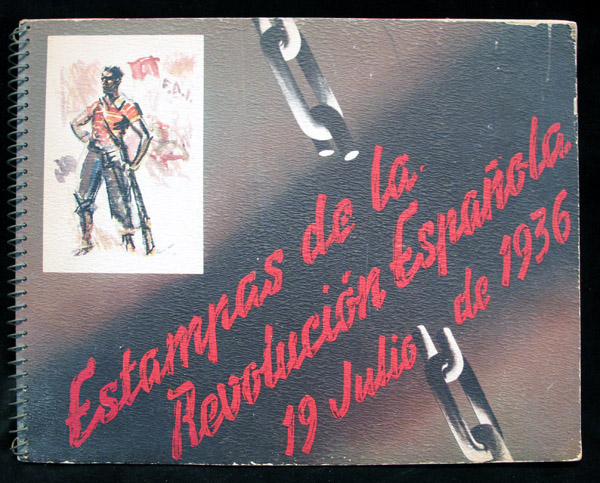 F.A.I.
Estampas de la
Revolución Española
19 Julio de 1936